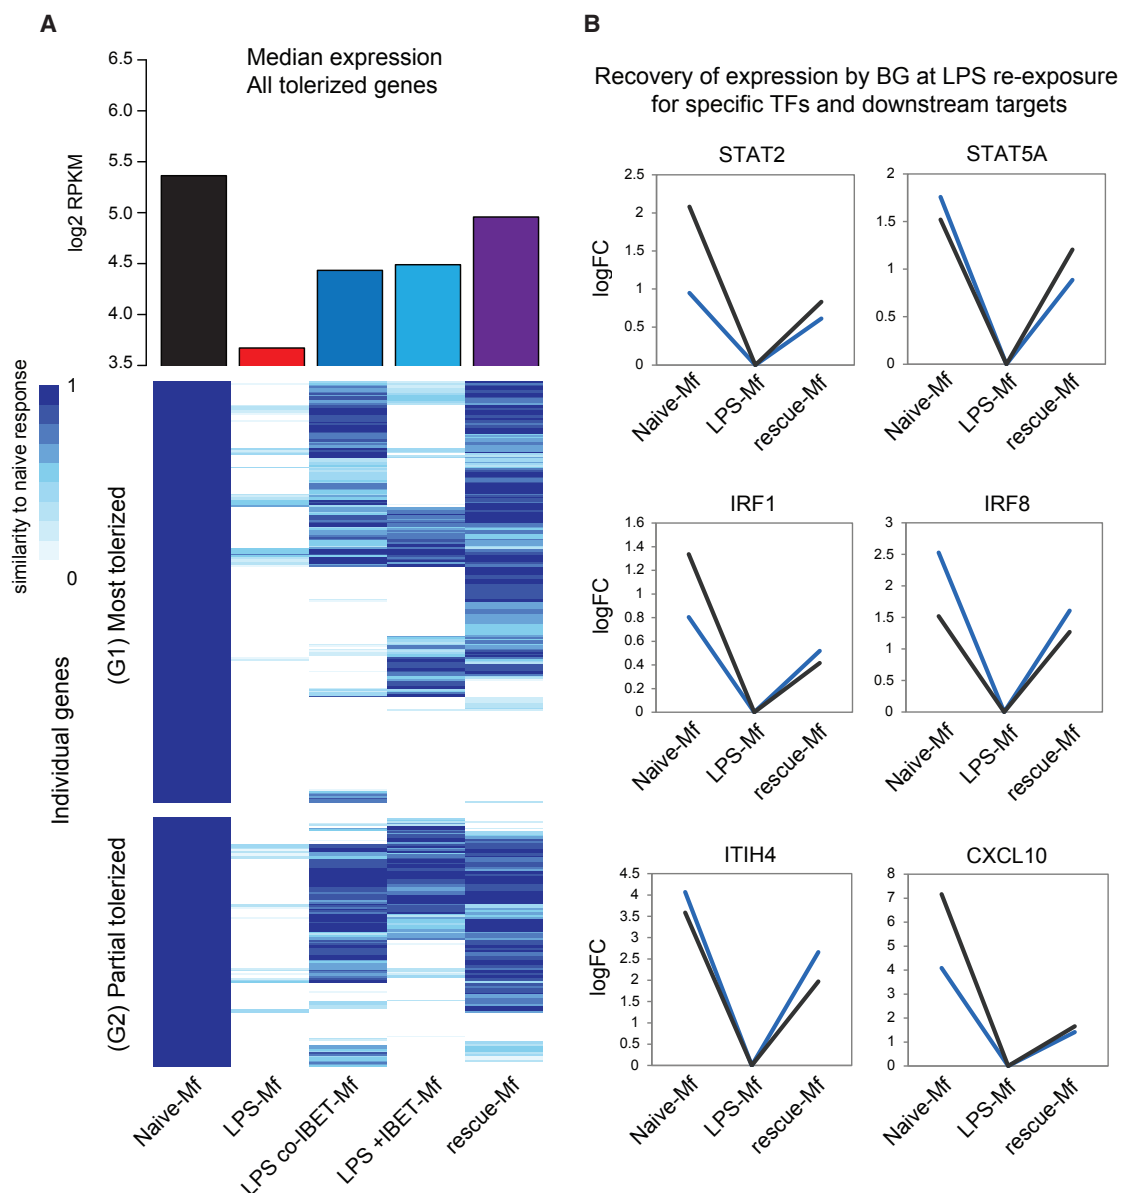 A
Median expression
All tolerized genes
log2 RPKM
6.5
6.0
5.5
5.0
4.5
4.0
3.5
similarity to naive response
1
0
Individual genes
(G1) Most tolerized
(G2) Partial tolerized
Naive-Mf
LPS-Mf
LPS co-IBET-Mf
LPS +IBET-Mf
rescue-Mf
B
Recovery of expression by BG at LPS re-exposure
for specific TFs and downstream targets
STAT2
logFC
2.5
2
1
0.5
0
Naive-Mf
LPS-Mf
rescue-Mf
STAT5A
2
1.5
1
0.5
0
Naive-Mf
LPS-Mf
rescue-Mf
IRF1
logFC
1.6
1.4
1.2
1
0.8
0.6
0.4
0.2
0
Naive-Mf
LPS-Mf
rescue-Mf
IRF8
3
2.5
2
1.5
1
0.5
0
Naive-Mf
LPS-Mf
rescue-Mf
ITIH4
logFC
4.5
4
3.5
3
2.5
2
1.5
1
0.5
0
Naive-Mf
LPS-Mf
rescue-Mf
CXCL10
8
7
6
5
4
3
2
1
0
Naive-Mf
LPS-Mf
rescue-Mf